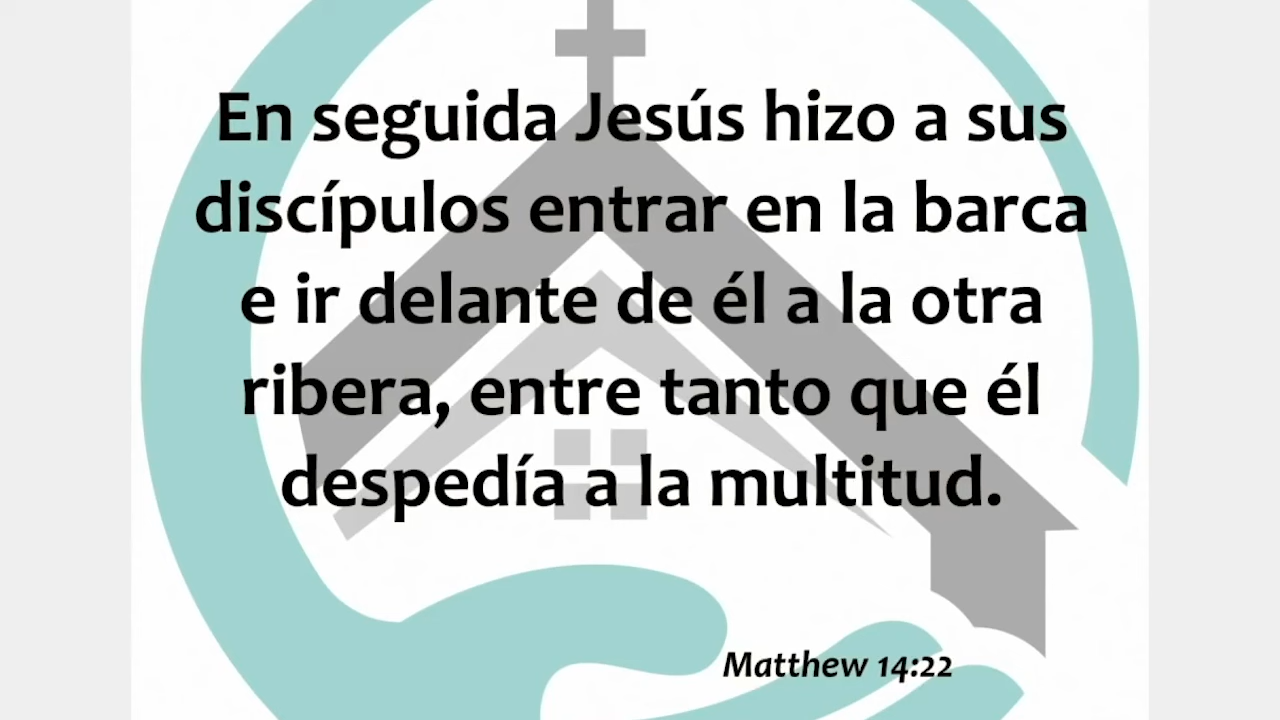 En seguida Jesús hizo a sus
discípulos entrar en la barca
e ir delante de él a la otra
ribera, entre tanto que él
despedía a la multitud.
Matthew 14:22